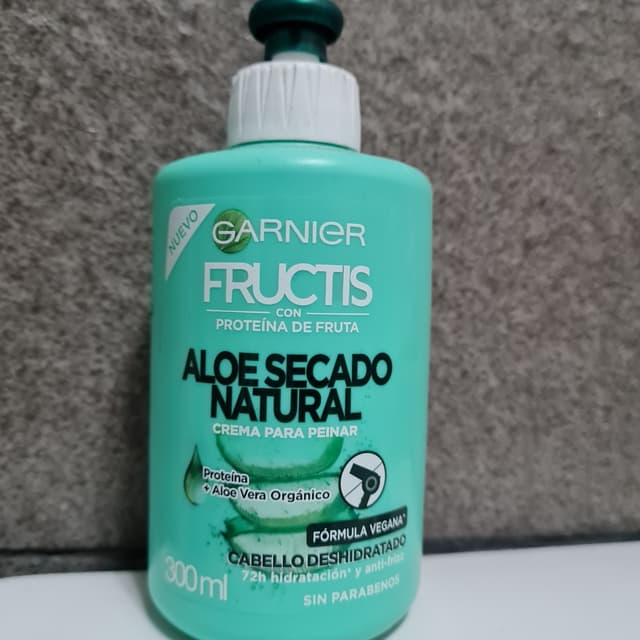 NUEVO
GARNIER
FRUCTIS
CON
PROTEÍNA DE FRUTA
ALOE SECADO
NATURAL
CREMA PARA PEINAR
Proteína
+ Aloe Vera Orgánico
FÓRMULA VEGANA*
CABELLO DESHIDRATADO
72h hidratación* y anti-frizz
SIN PARABENOS
300ml